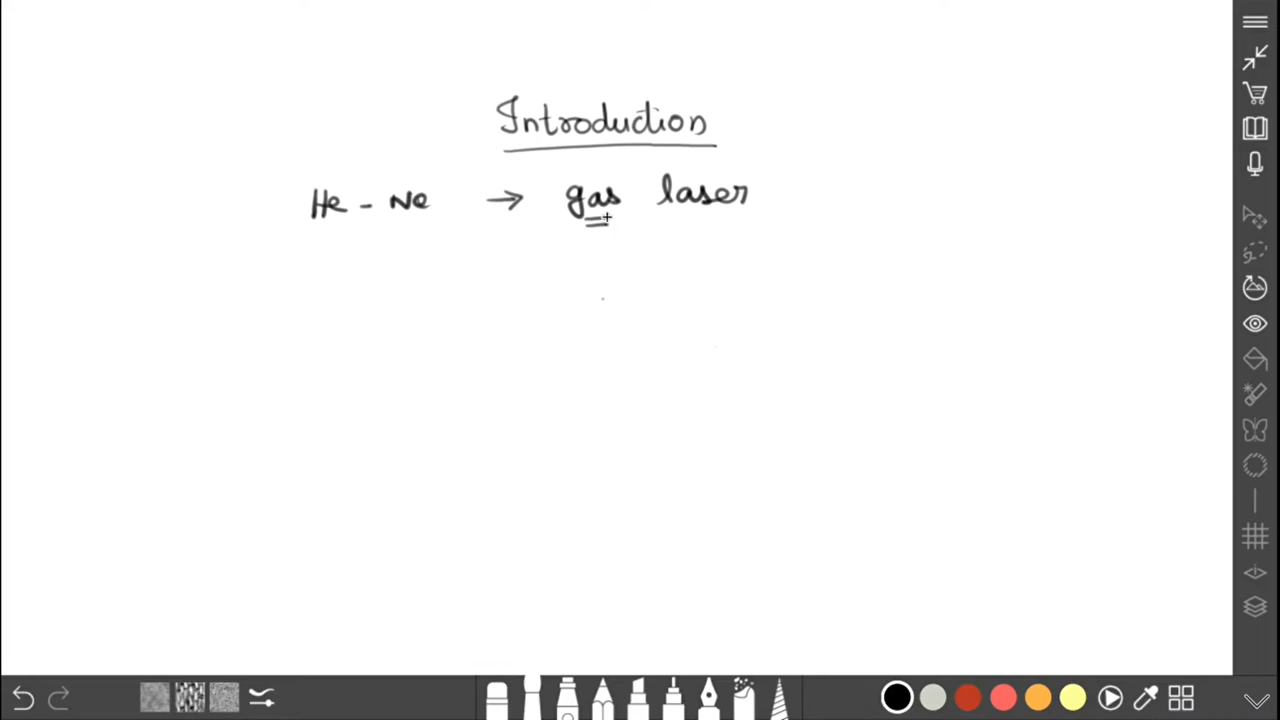 Introduction
He - Ne → gas laser